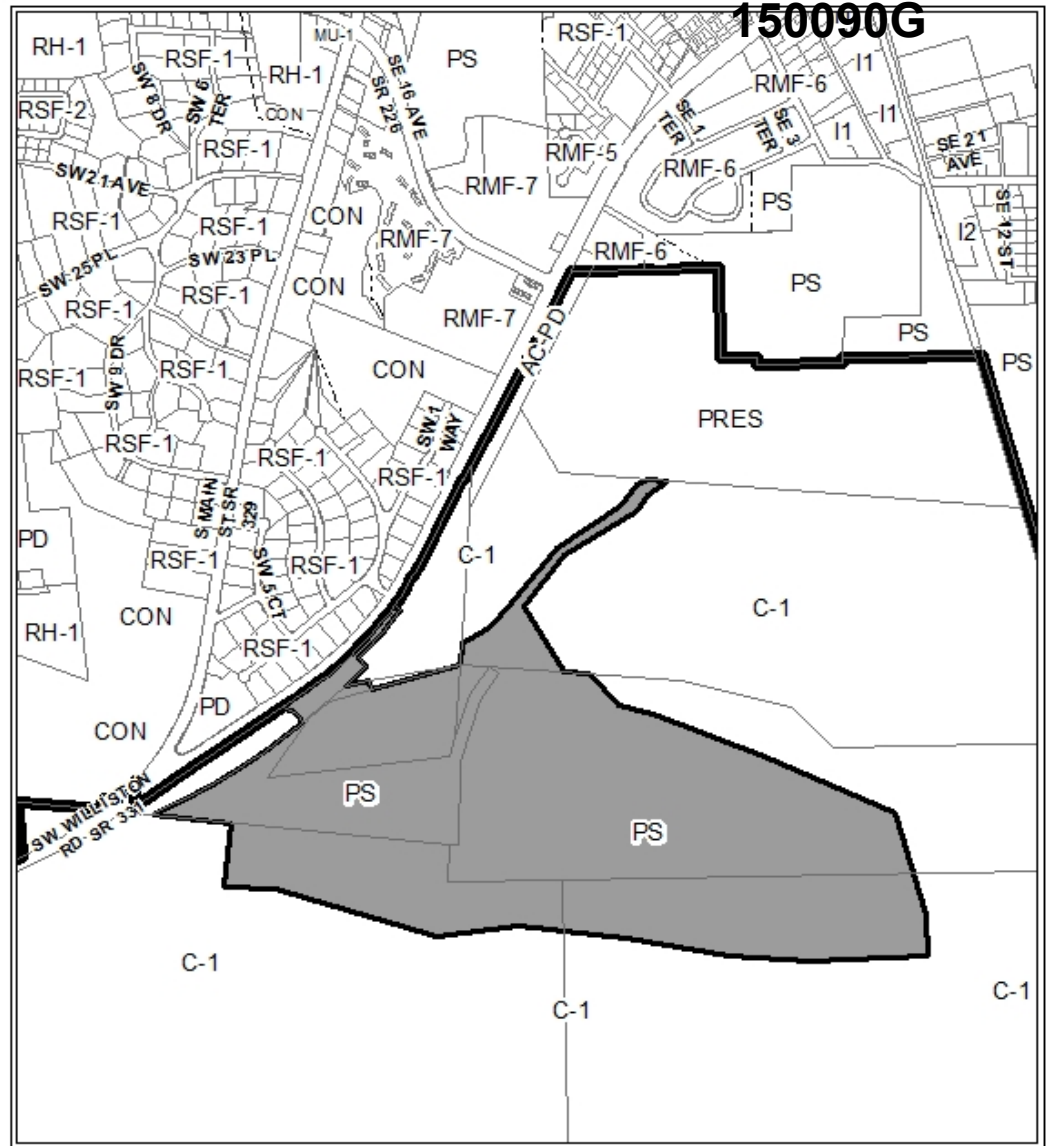 150090G
RH-1
RSF-1
SW 8 DR
SW 6
TER
RH-1
MU-1
SE 16 AVE
SR 226
PS
RSF-1
RMF-6
I1
RSF-2
CON
RSF-1
SE 1
TER
SE 3
TER
I1
I1
SE 21
AVE
RMF-5
RMF-6
SW 21 AVE
RMF-7
PS
RSF-1
RSF-1
CON
RMF-7
I2
SE 12 ST
SW 25 PL
SW 23 PL
RMF-6
RSF-1
RSF-1
CON
PS
RMF-7
AC-PD
PS
PS
RSF-1
SW 9 DR
RSF-1
CON
PRES
SW 1
WAY
RSF-1
RSF-1
RSF-1
S MAIN
ST SR
329
PD
RSF-1
SW 5 CT
RSF-1
C-1
RH-1
CON
C-1
RSF-1
PD
CON
SW WILLISTON
RD SR 331
PS
PS
C-1
C-1
C-1